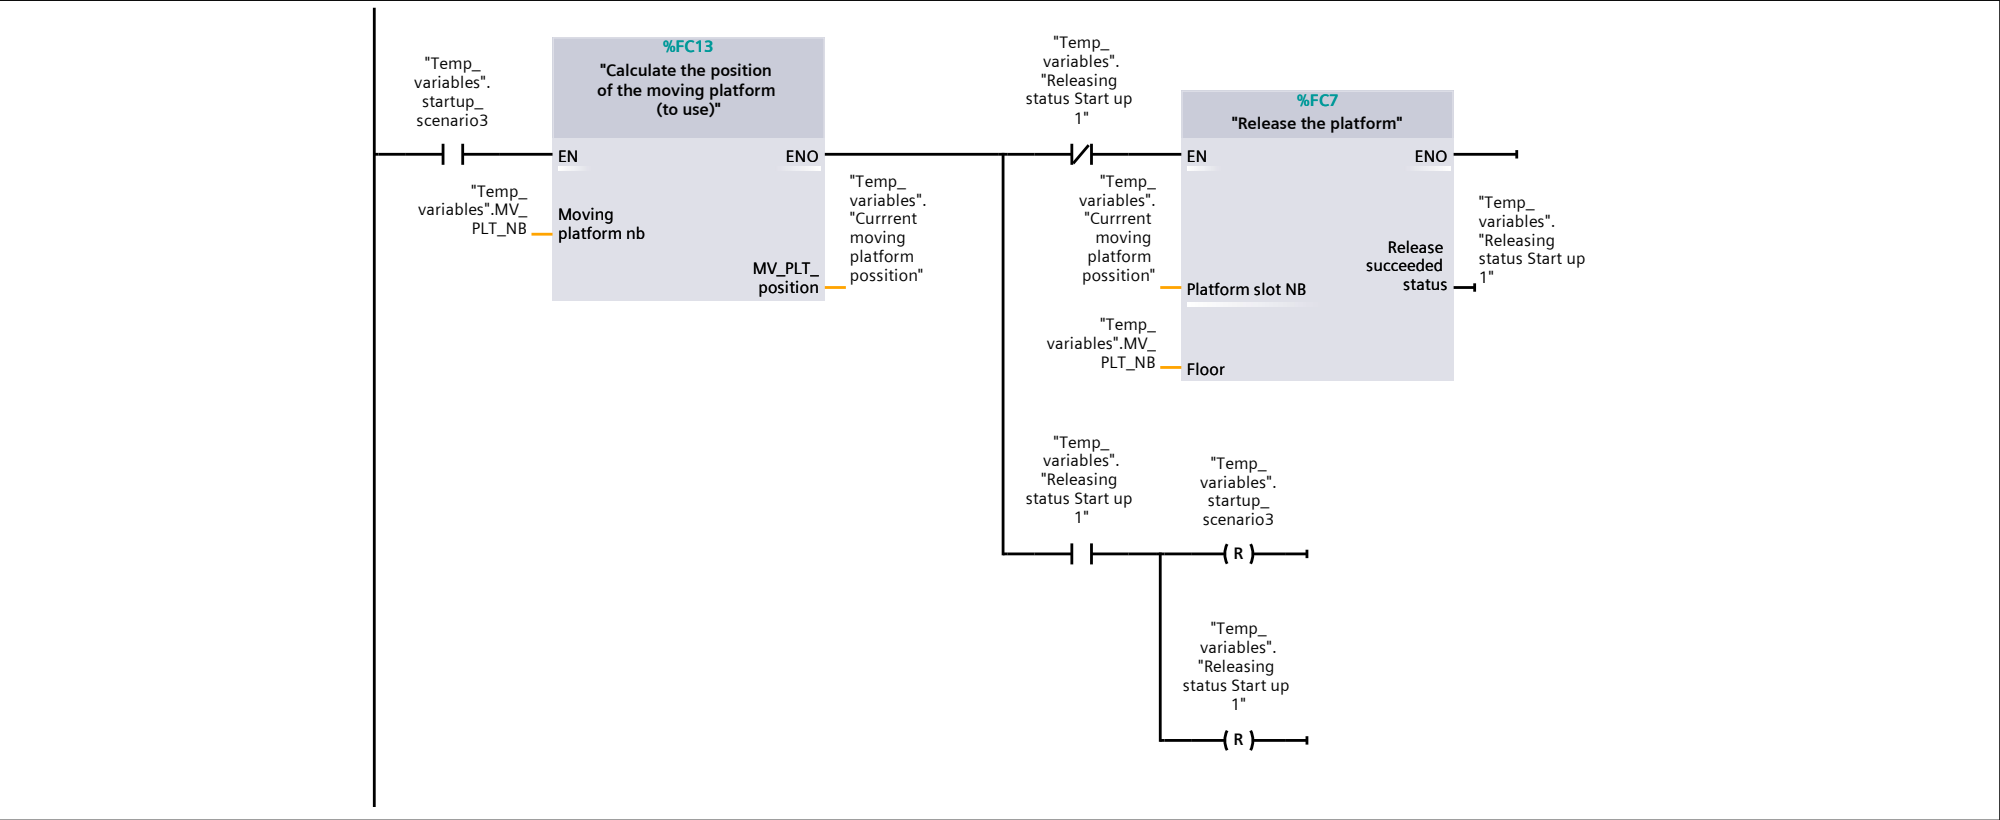 "Temp_
variables".
startup_
scenario3
%FC13
"Calculate the position
of the moving platform
(to use)"
EN
ENO
"Temp_
variables".MV_
PLT_NB
Moving
platform nb
MV_PLT_
position
"Temp_
variables".
"Currrent
moving
platform
possition"
"Temp_
variables".
"Releasing
status Start up
1"
%FC7
"Release the platform"
EN
ENO
"Temp_
variables".
"Currrent
moving
platform
possition"
Platform slot NB
"Temp_
variables".MV_
PLT_NB
Floor
Release
succeeded
status
"Temp_
variables".
"Releasing
status Start up
1"
"Temp_
variables".
"Releasing
status Start up
1"
"Temp_
variables".
startup_
scenario3
R
"Temp_
variables".
"Releasing
status Start up
1"
R